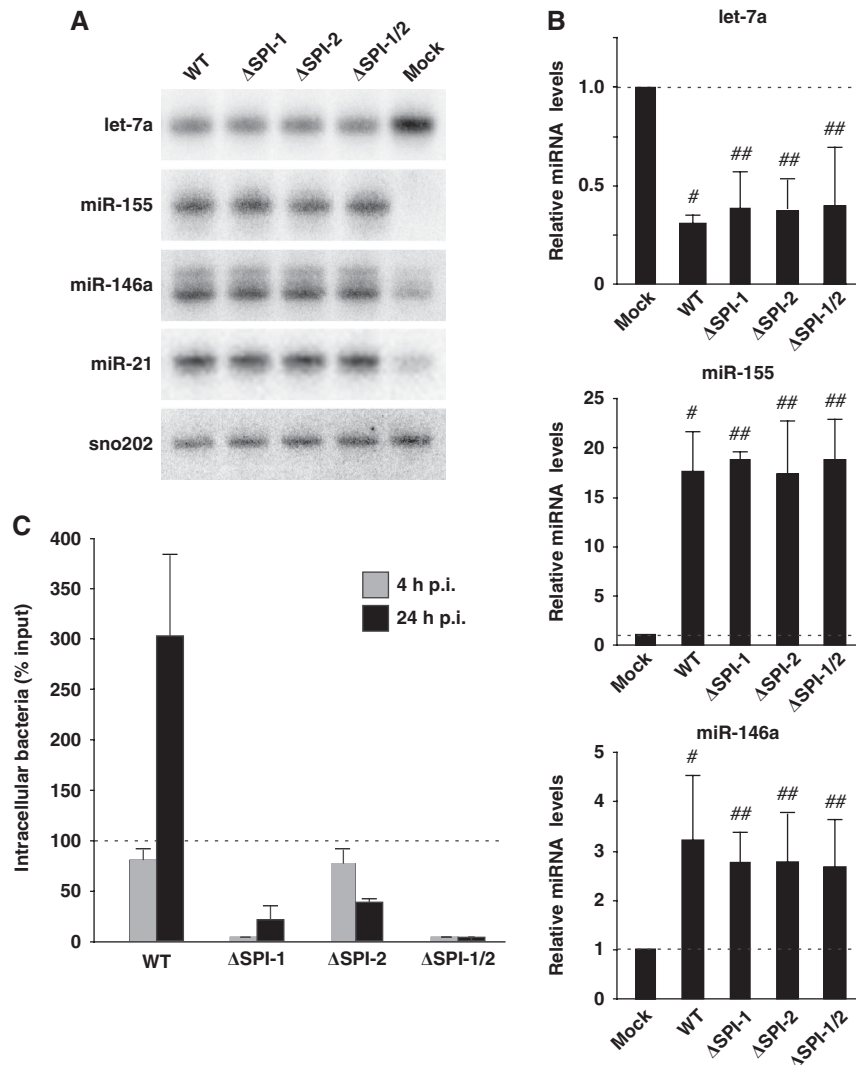 A
WT
ΔSPI-1
ΔSPI-2
ΔSPI-1/2
Mock
let-7a
miR-155
miR-146a
miR-21
sno202
B
let-7a
Relative miRNA levels
1.0
0.5
0
#
##
##
##
Mock
WT
ΔSPI-1
ΔSPI-2
ΔSPI-1/2
miR-155
Relative miRNA levels
25
20
15
10
5
0
#
##
##
##
Mock
WT
ΔSPI-1
ΔSPI-2
ΔSPI-1/2
miR-146a
Relative miRNA levels
5
4
3
2
1
0
#
##
##
##
Mock
WT
ΔSPI-1
ΔSPI-2
ΔSPI-1/2
C
Intracellular bacteria (% input)
400
350
300
250
200
150
100
50
0
4 h p.i.
24 h p.i.
WT
ΔSPI-1
ΔSPI-2
ΔSPI-1/2